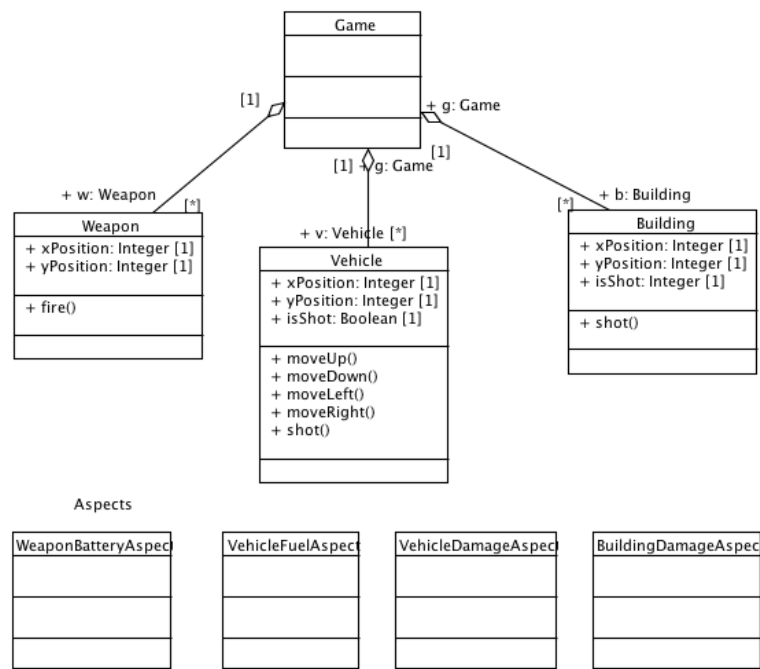 Game
[1]
+ g: Game
[1] + g: Game
[1]
+ w: Weapon
[*]
+ b: Building
[*]
+ v: Vehicle [*]
Weapon
+ xPosition: Integer [1]
+ yPosition: Integer [1]
+ fire()
Vehicle
+ xPosition: Integer [1]
+ yPosition: Integer [1]
+ isShot: Boolean [1]
+ moveUp()
+ moveDown()
+ moveLeft()
+ moveRight()
+ shot()
Building
+ xPosition: Integer [1]
+ yPosition: Integer [1]
+ isShot: Integer [1]
+ shot()
Aspects
WeaponBatteryAspect
VehicleFuelAspect
VehicleDamageAspect
BuildingDamageAspect